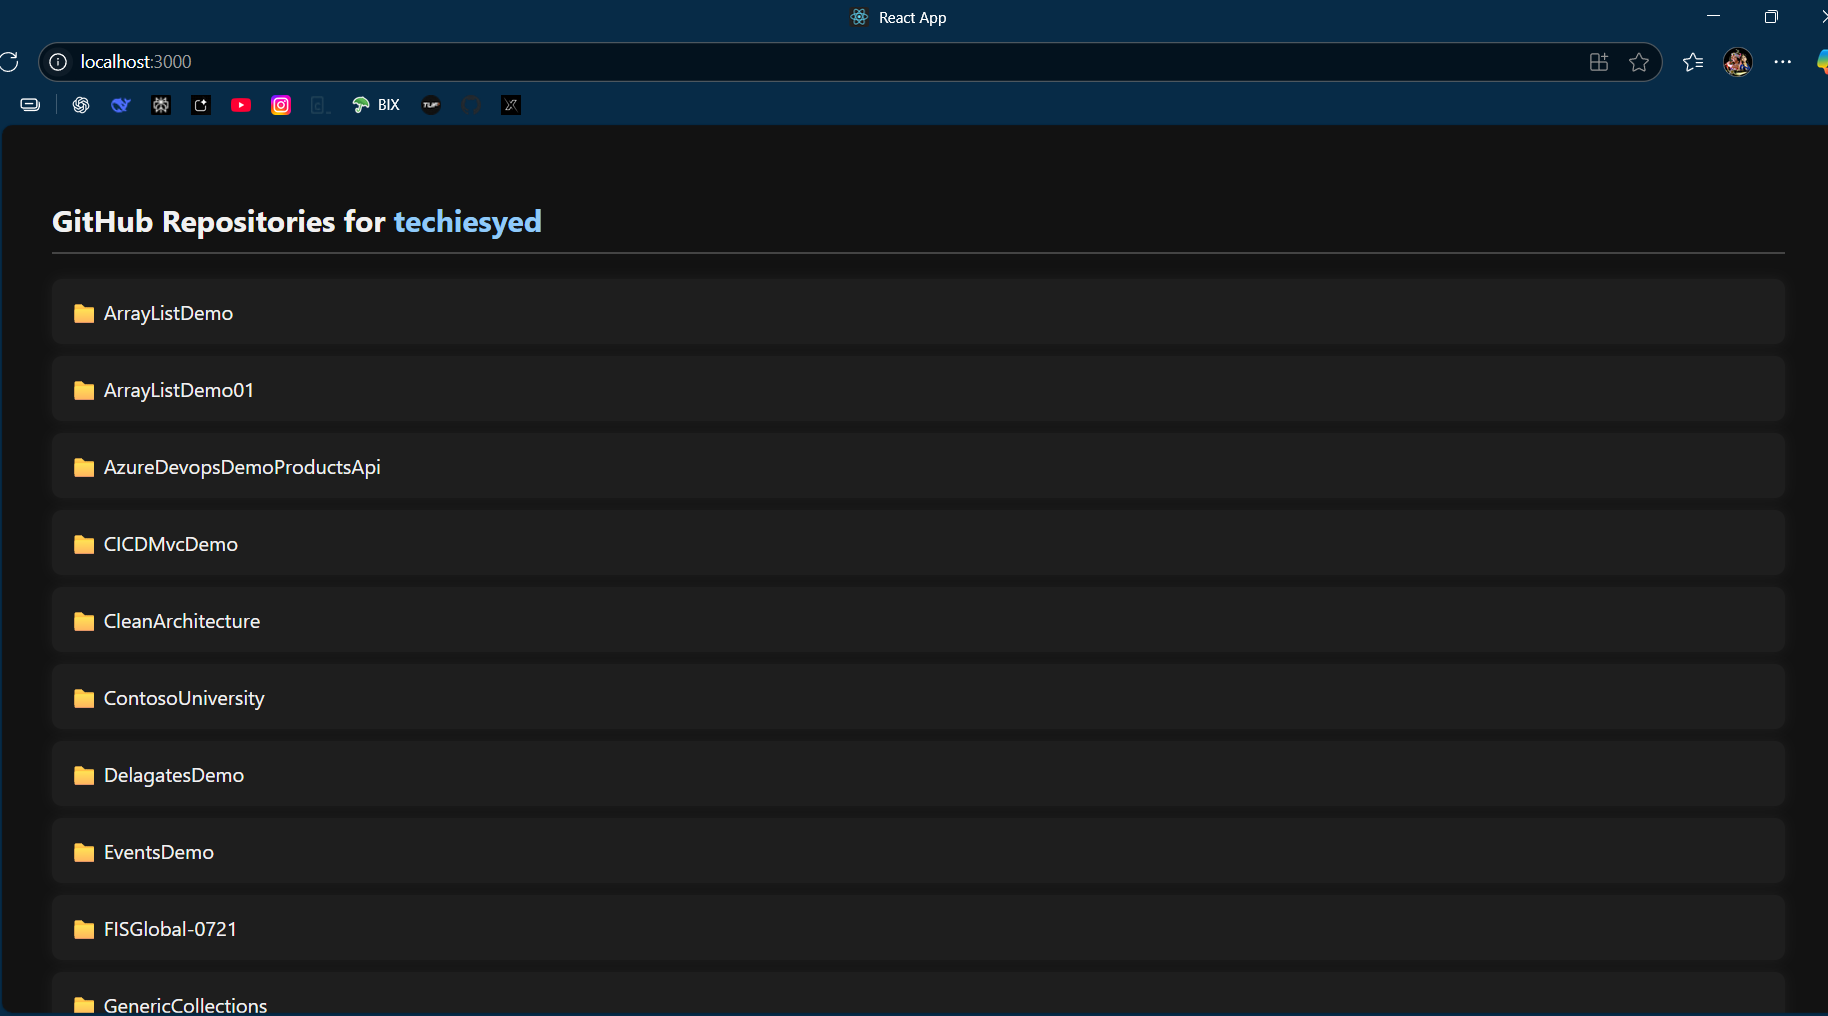 React App
localhost:3000
BIX
TUF
GitHub Repositories for techiesyed
ArrayListDemo
ArrayListDemo01
AzureDevopsDemoProductsApi
CICDMvcDemo
CleanArchitecture
ContosoUniversity
DelagatesDemo
EventsDemo
FISGlobal-0721
GenericCollections